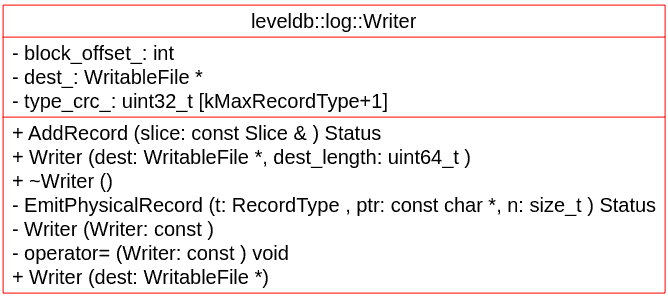 leveldb::log::Writer
- block_offset_: int
- dest_: WritableFile *
- type_crc_: uint32_t [kMaxRecordType+1]
+ AddRecord (slice: const Slice & ) Status
+ Writer (dest: WritableFile *, dest_length: uint64_t )
+ ~Writer ()
- EmitPhysicalRecord (t: RecordType , ptr: const char *, n: size_t ) Status
- Writer (Writer: const )
- operator= (Writer: const ) void
+ Writer (dest: WritableFile *)